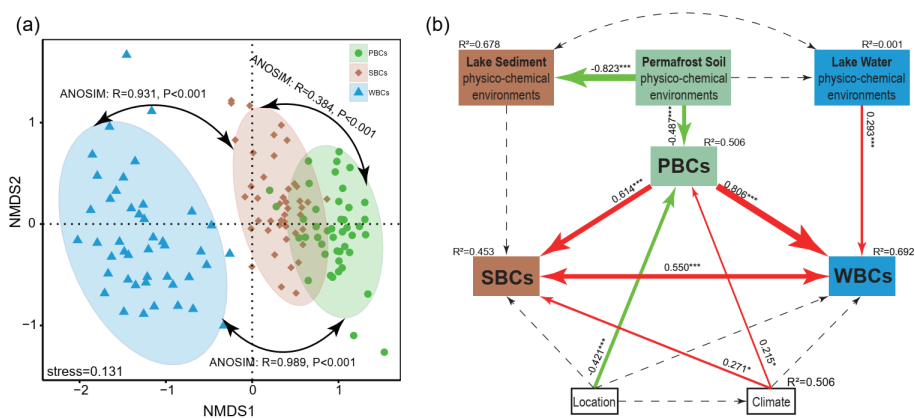 (a)
PBCs
SBCs
WBCs
ANOSIM: R=0.931, P<0.001
ANOSIM: R=0.384, P<0.001
ANOSIM: R=0.989, P<0.001
stress=0.131
1
0
−1
NMDS2
−2
−1
0
1
NMDS1
(b)
R²=0.678
Lake Sediment
physico-chemical
environments
Permafrost Soil
physico-chemical
environments
R²=0.001
Lake Water
physico-chemical
environments
-0.823***
-0.487***
0.293***
R²=0.506
PBCs
0.614***
0.806***
R²=0.453
SBCs
0.550***
R²=0.692
WBCs
-0.421***
0.271*
0.215*
Location
R²=0.506
Climate